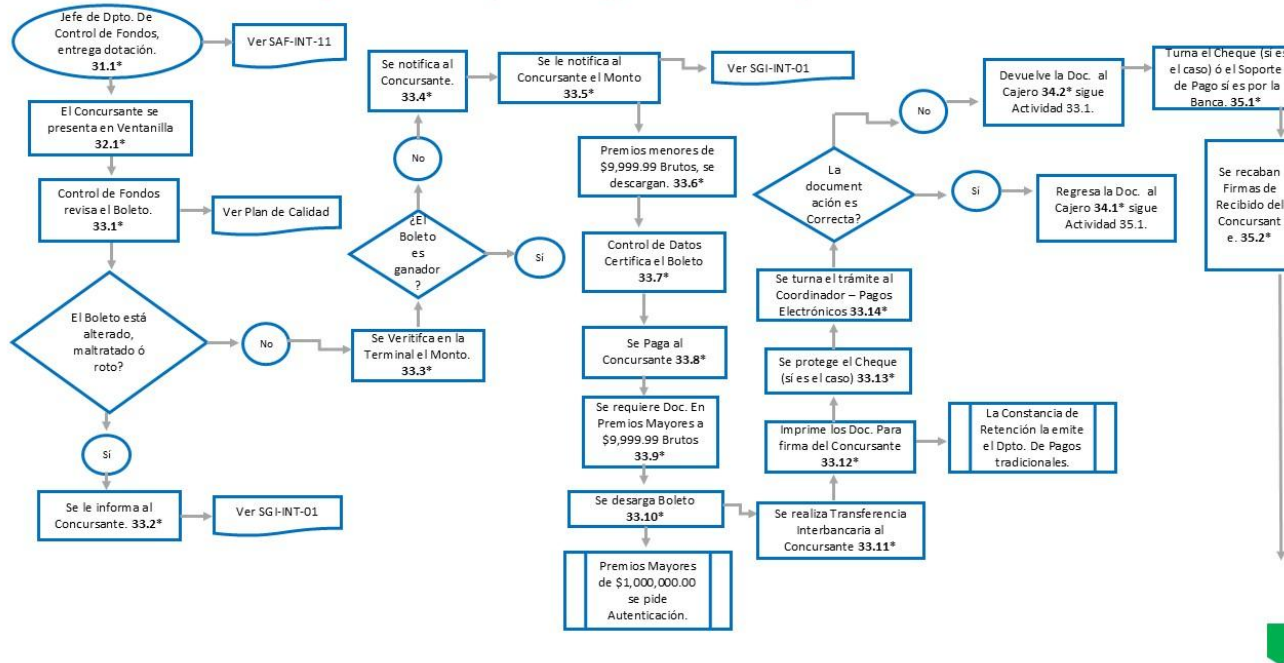 Jefe de Dpto. De
Control de Fondos,
entrega dotación.
31.1*
Ver SAF-INT-11
El Concursante se
presenta en Ventanilla
32.1*
Control de Fondos
revisa el Boleto.
33.1*
Ver Plan de Calidad
El Boleto está
alterado,
maltratado ó
roto?
No
Sí
Se le informa al
Concursante. 33.2*
Ver SGI-INT-01
Se Veritifca en la
Terminal el Monto.
33.3*
¿El
Boleto
es
ganador
?
Sí
No
Se notifica al
Concursante.
33.4*
Se le notifica al
Concursante el Monto
33.5*
Ver SGI-INT-01
Premios menores de
$9,999.99 Brutos, se
descargan. 33.6*
Control de Datos
Certifica el Boleto
33.7*
Se Paga al
Concursante 33.8*
Se requiere Doc. En
Premios Mayores a
$9,999.99 Brutos
33.9*
Se desarga Boleto
33.10*
Premios Mayores
de $1,000,000.00
se pide
Autenticación.
Se realiza Transferencia
Interbancaria al
Concursante 33.11*
Imprime los Doc. Para
firma del Concursante
33.12*
La Constancia de
Retención la emite
el Dpto. De Pagos
tradicionales.
Se protege el Cheque
(sí es el caso) 33.13*
Se turna el trámite al
Coordinador – Pagos
Electrónicos 33.14*
La
document
ación es
Correcta?
No
Devuelve la Doc. al
Cajero 34.2* sigue
Actividad 33.1.
Sí
Regresa la Doc. al
Cajero 34.1* sigue
Actividad 35.1.
Turna el Cheque (sí es
el caso) ó el Soporte
de Pago sí es por la
Banca. 35.1*
Se recaban
Firmas de
Recibido del
Concursant
e. 35.2*